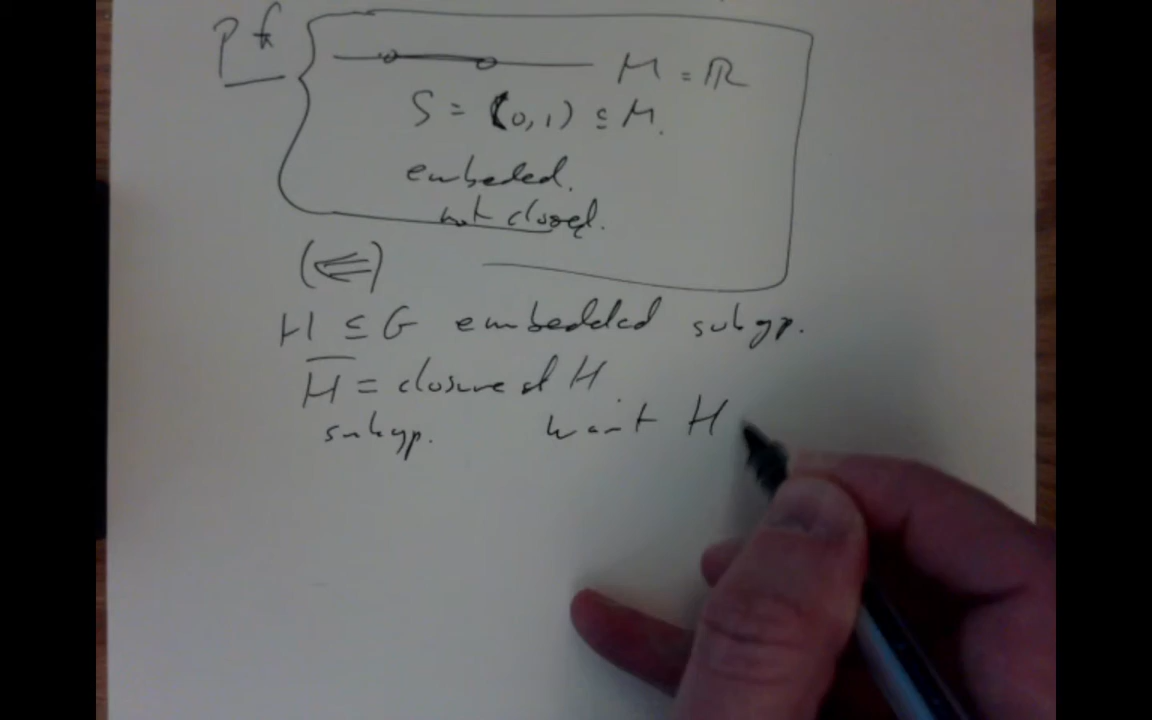 pf
M = ℝ
S = (0,1) ⊆ M.
embeded.
not closed.
(⇐)
H ≤ G embedded subgp.
H̅ = closure of H
subgp. want H